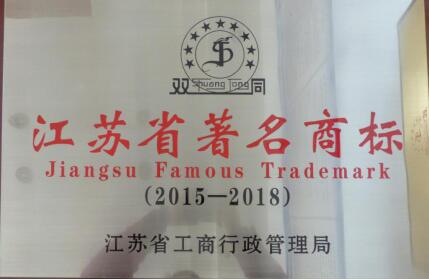 双 Shuang Tong 同
江苏省著名商标
Jiangsu Famous Trademark
(2015—2018)
江苏省工商行政管理局